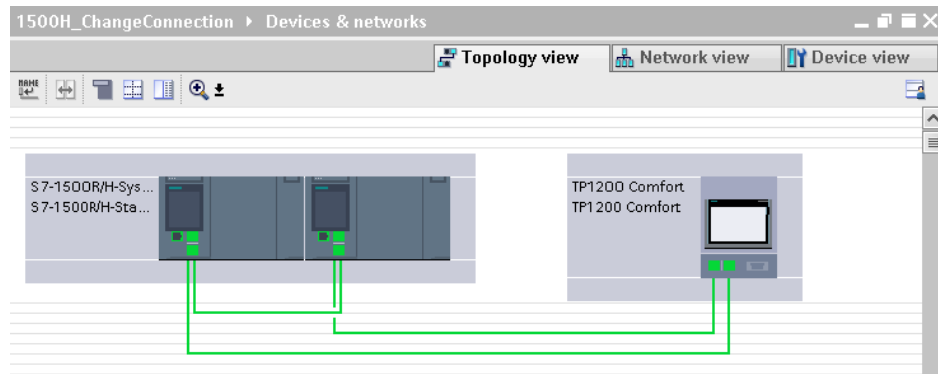 1500H_ChangeConnection ▸ Devices & networks
Topology view
Network view
Device view
NAME
S7-1500R/H-Sys...
S7-1500R/H-Sta...
TP1200 Comfort
TP1200 Comfort